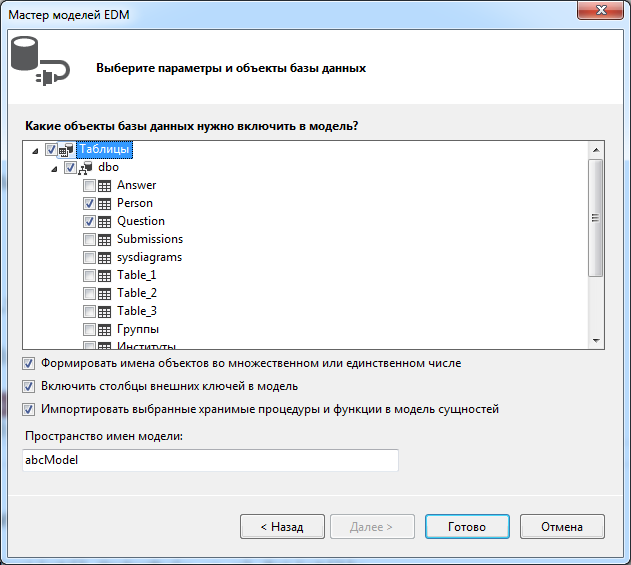 Мастер моделей EDM
Выберите параметры и объекты базы данных
Какие объекты базы данных нужно включить в модель?
Таблицы
dbo
Answer
Person
Question
Submissions
sysdiagrams
Table_1
Table_2
Table_3
Группы
Институты
Формировать имена объектов во множественном или единственном числе
Включить столбцы внешних ключей в модель
Импортировать выбранные хранимые процедуры и функции в модель сущностей
Пространство имен модели:
abcModel
< Назад
Далее >
Готово
Отмена